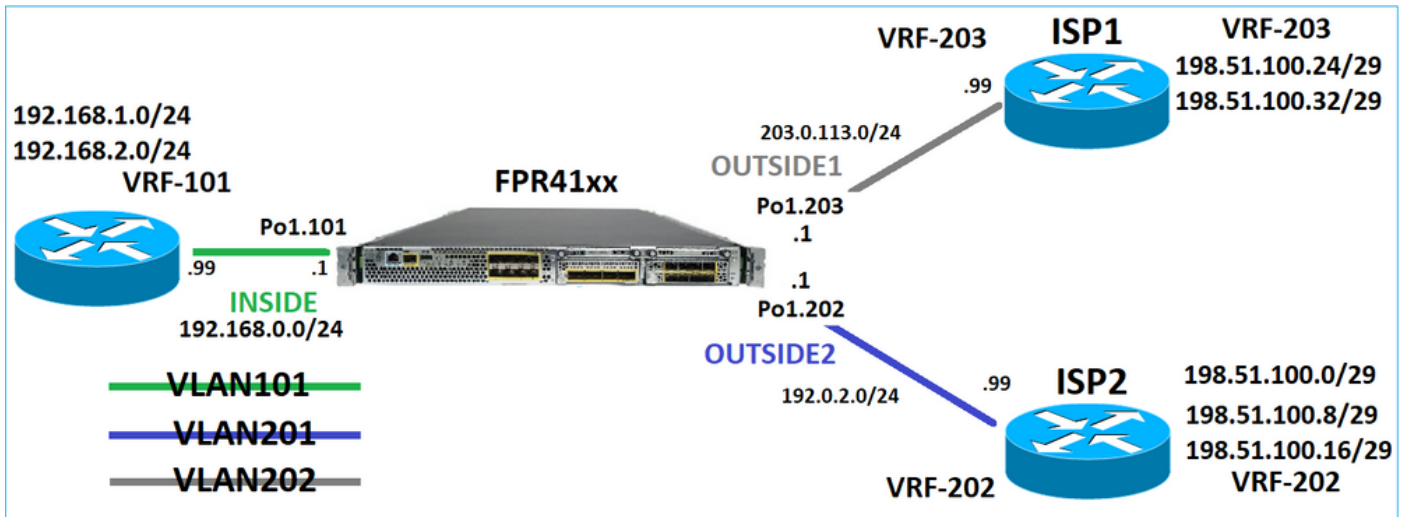 VRF-203
ISP1
VRF-203
198.51.100.24/29
198.51.100.32/29
.99
203.0.113.0/24
OUTSIDE1
192.168.1.0/24
192.168.2.0/24
VRF-101
FPR41xx
Po1.101
Po1.203
.1
.99
.1
.1
Po1.202
INSIDE
192.168.0.0/24
OUTSIDE2
192.0.2.0/24
.99
ISP2
198.51.100.0/29
198.51.100.8/29
198.51.100.16/29
VRF-202
VRF-202
VLAN101
VLAN201
VLAN202